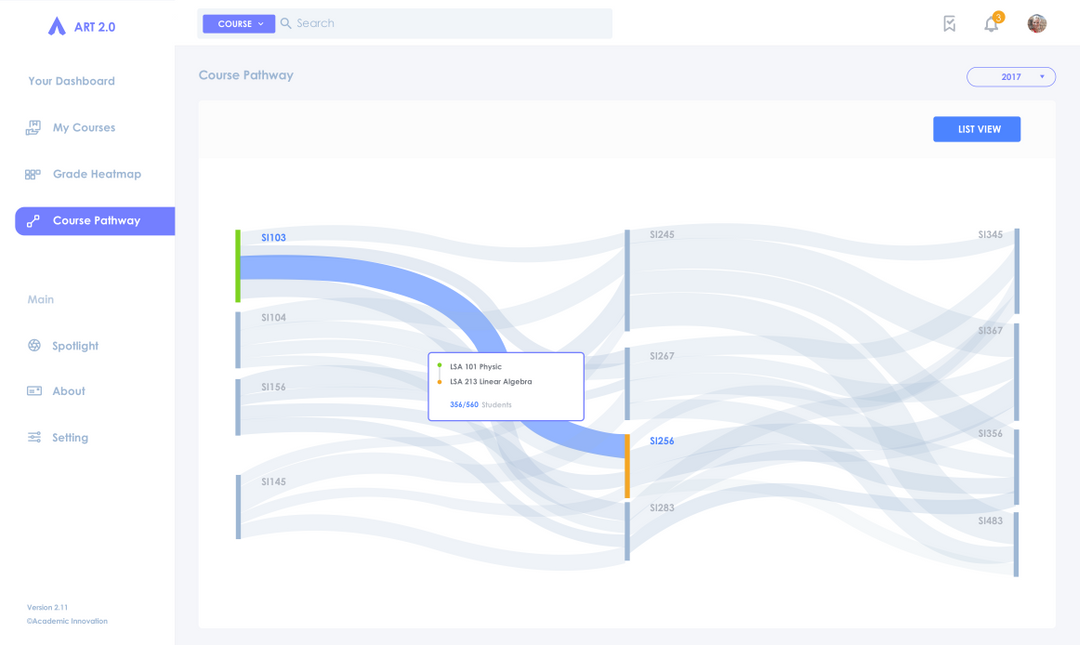 ART 2.0
COURSE
Search
3
Your Dashboard
Course Pathway
2017
My Courses
LIST VIEW
Grade Heatmap
Course Pathway
SI103
SI245
SI345
Main
SI104
SI367
Spotlight
SI267
LSA 101 Physic
LSA 213 Linear Algebra
356/560 Students
SI156
About
SI356
Setting
SI256
SI145
SI283
SI483
Version 2.11
©Academic Innovation